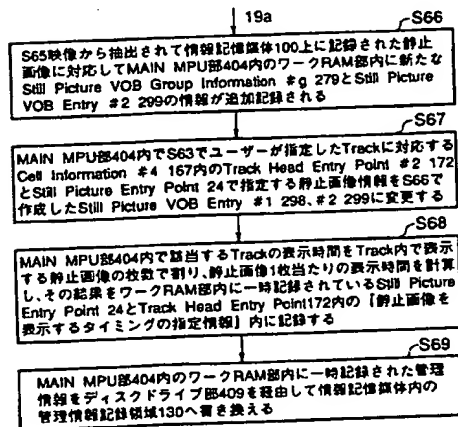 19a
S66
S65映像から抽出されて情報記憶媒体100上に記録された静止
画像に対応してMAIN MPU部404内のワークRAM部内に新たな
Still Picture VOB Group Information #g 279とStill Picture
VOB Entry #2 299の情報が追加記録される
S67
MAIN MPU部404内でS63でユーザーが指定したTrackに対応する
Cell Information #4 167内のTrack Head Entry Point #2 172
とStill Picture Entry Point 24で指定する静止画像情報をS66で
作成したStill Picture VOB Entry #1 298、#2 299に変更する
S68
MAIN MPU部404内で該当するTrackの表示時間をTrack内で表示
する静止画像の枚数で割り、静止画像1枚当たりの表示時間を計算
し、その結果をワークRAM部内に一時記録されているStill Picture
Entry Point 24とTrack Head Entry Point172内の「静止画像を
表示するタイミングの指定情報」内に記録する
S69
MAIN MPU部404内のワークRAM部内に一時記録された管理
情報をディスクドライブ部409を経由して情報記憶媒体内の
管理情報記録領域130へ書き換える